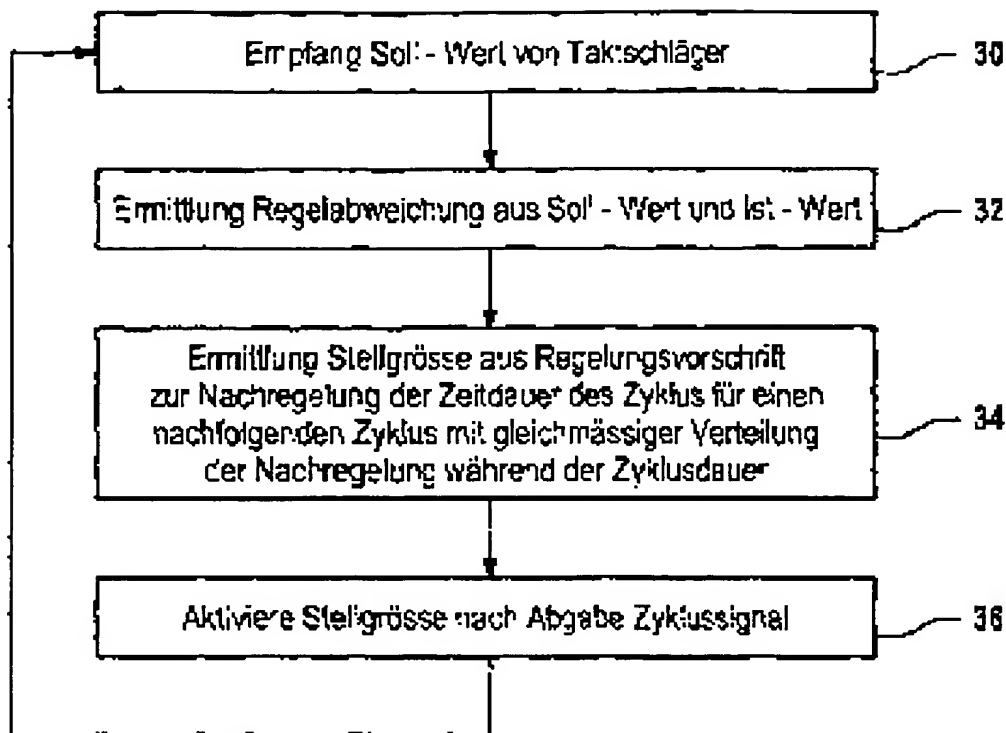 Empfang Soll - Wert von Taktschläger
30
Ermittlung Regelabweichung aus Soll - Wert und Ist - Wert
32
Ermittlung Stellgrösse aus Regelungsvorschrift
zur Nachregelung der Zeitdauer des Zyklus für einen
nachfolgenden Zyklus mit gleichmässiger Verteilung
der Nachregelung während der Zyklusdauer
34
Aktiviere Stellgrösse nach Abgabe Zyklussignal
36